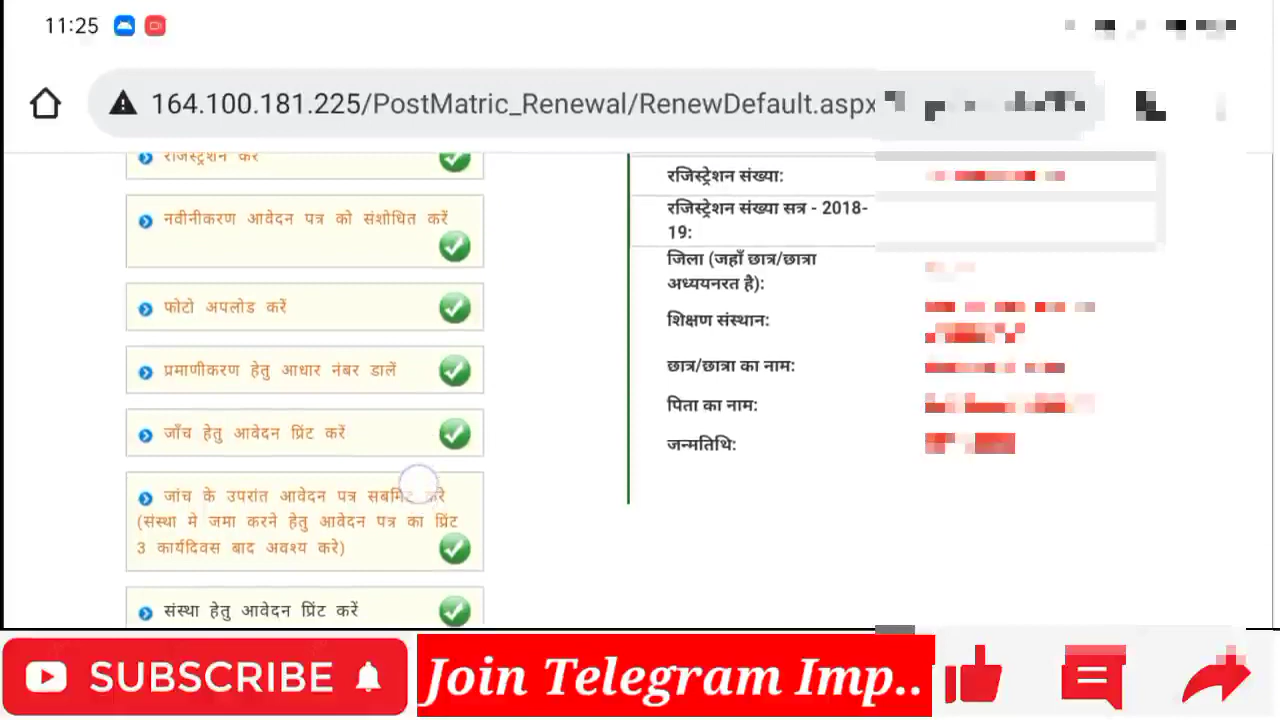 11:25
164.100.181.225/PostMatric_Renewal/RenewDefault.aspx
रजिस्ट्रेशन करें
नवीनीकरण आवेदन पत्र को संशोधित करें
फोटो अपलोड करें
प्रमाणीकरण हेतु आधार नंबर डालें
जाँच हेतु आवेदन प्रिंट करें
जांच के उपरांत आवेदन पत्र सबमिट करे
(संस्था मे जमा करने हेतु आवेदन पत्र का प्रिंट
3 कार्यदिवस बाद अवश्य करे)
संस्था हेतु आवेदन प्रिंट करें
रजिस्ट्रेशन संख्या:
रजिस्ट्रेशन संख्या सत्र - 2018-
19:
जिला (जहाँ छात्र/छात्रा
अध्ययनरत है):
शिक्षण संस्थान:
छात्र/छात्रा का नाम:
पिता का नाम:
जन्मतिथि:
SUBSCRIBE
Join Telegram Imp..